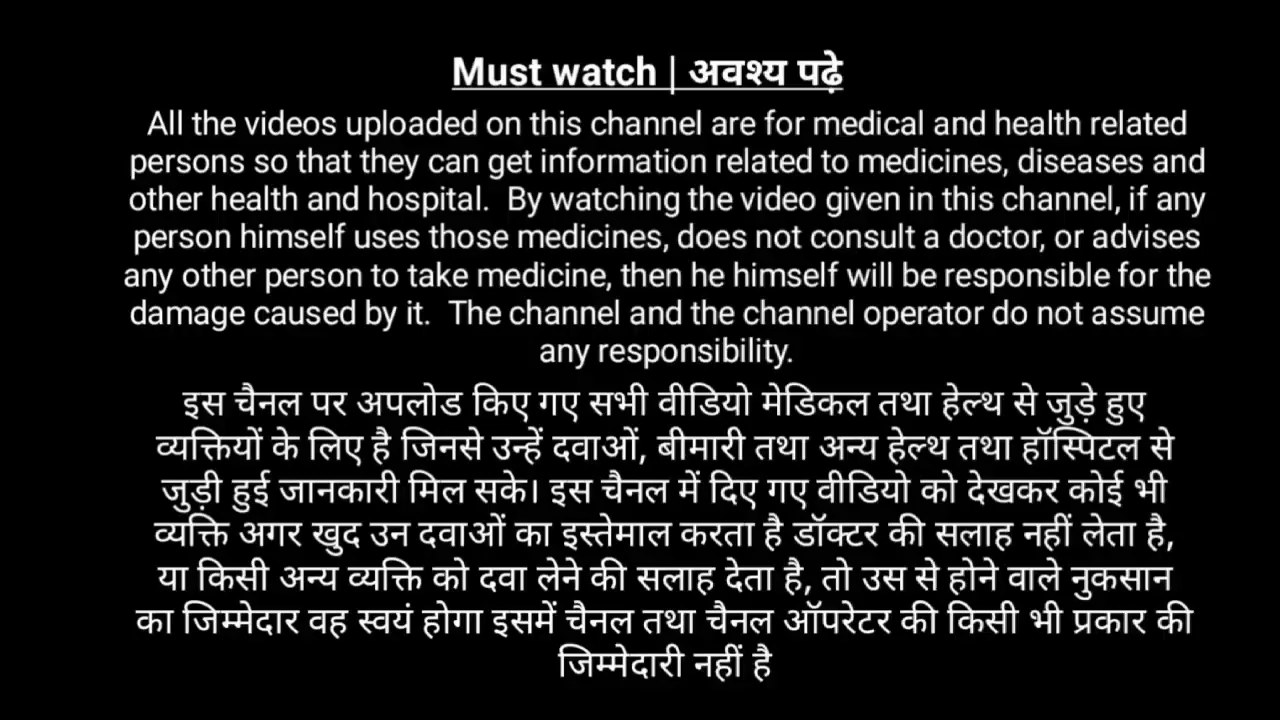 Must watch | अवश्य पढ़े
All the videos uploaded on this channel are for medical and health related
persons so that they can get information related to medicines, diseases and
other health and hospital.  By watching the video given in this channel, if any
person himself uses those medicines, does not consult a doctor, or advises
any other person to take medicine, then he himself will be responsible for the
damage caused by it.  The channel and the channel operator do not assume
any responsibility.
इस चैनल पर अपलोड किए गए सभी वीडियो मेडिकल तथा हेल्थ से जुड़े हुए
व्यक्तियों के लिए है जिनसे उन्हें दवाओं, बीमारी तथा अन्य हेल्थ तथा हॉस्पिटल से
जुड़ी हुई जानकारी मिल सके। इस चैनल में दिए गए वीडियो को देखकर कोई भी
व्यक्ति अगर खुद उन दवाओं का इस्तेमाल करता है डॉक्टर की सलाह नहीं लेता है,
या किसी अन्य व्यक्ति को दवा लेने की सलाह देता है, तो उस से होने वाले नुकसान
का जिम्मेदार वह स्वयं होगा इसमें चैनल तथा चैनल ऑपरेटर की किसी भी प्रकार की
जिम्मेदारी नहीं है